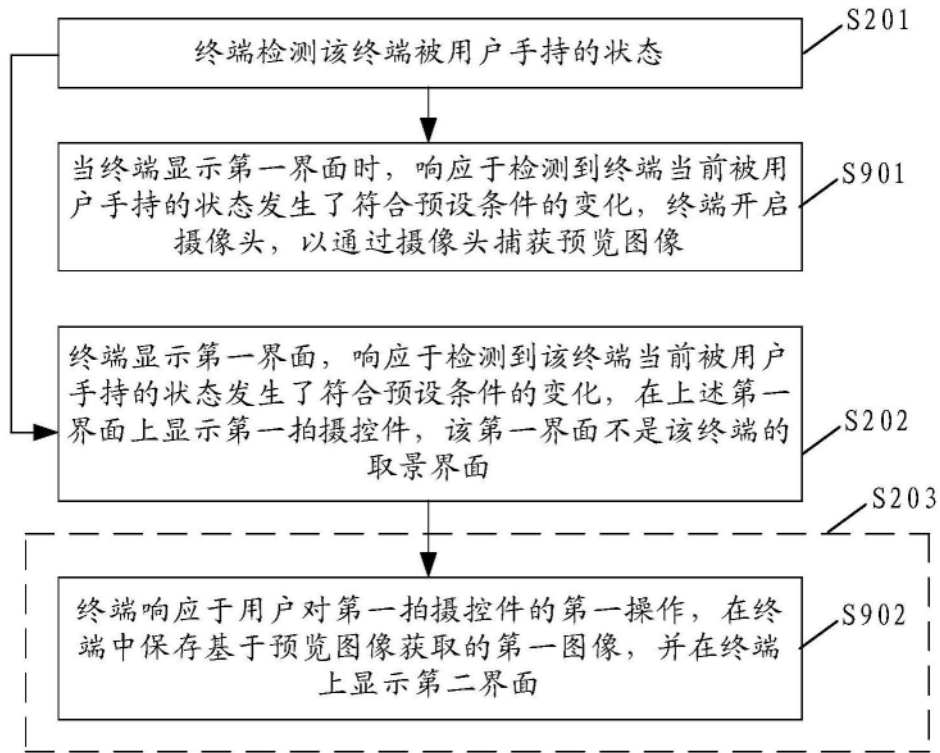 S201
终端检测该终端被用户手持的状态
当终端显示第一界面时，响应于检测到终端当前被用
户手持的状态发生了符合预设条件的变化，终端开启
摄像头，以通过摄像头捕获预览图像
S901
终端显示第一界面，响应于检测到该终端当前被用户
手持的状态发生了符合预设条件的变化，在上述第一
界面上显示第一拍摄控件，该第一界面不是该终端的
取景界面
S202
S203
终端响应于用户对第一拍摄控件的第一操作，在终
端中保存基于预览图像获取的第一图像，并在终端
上显示第二界面
S902